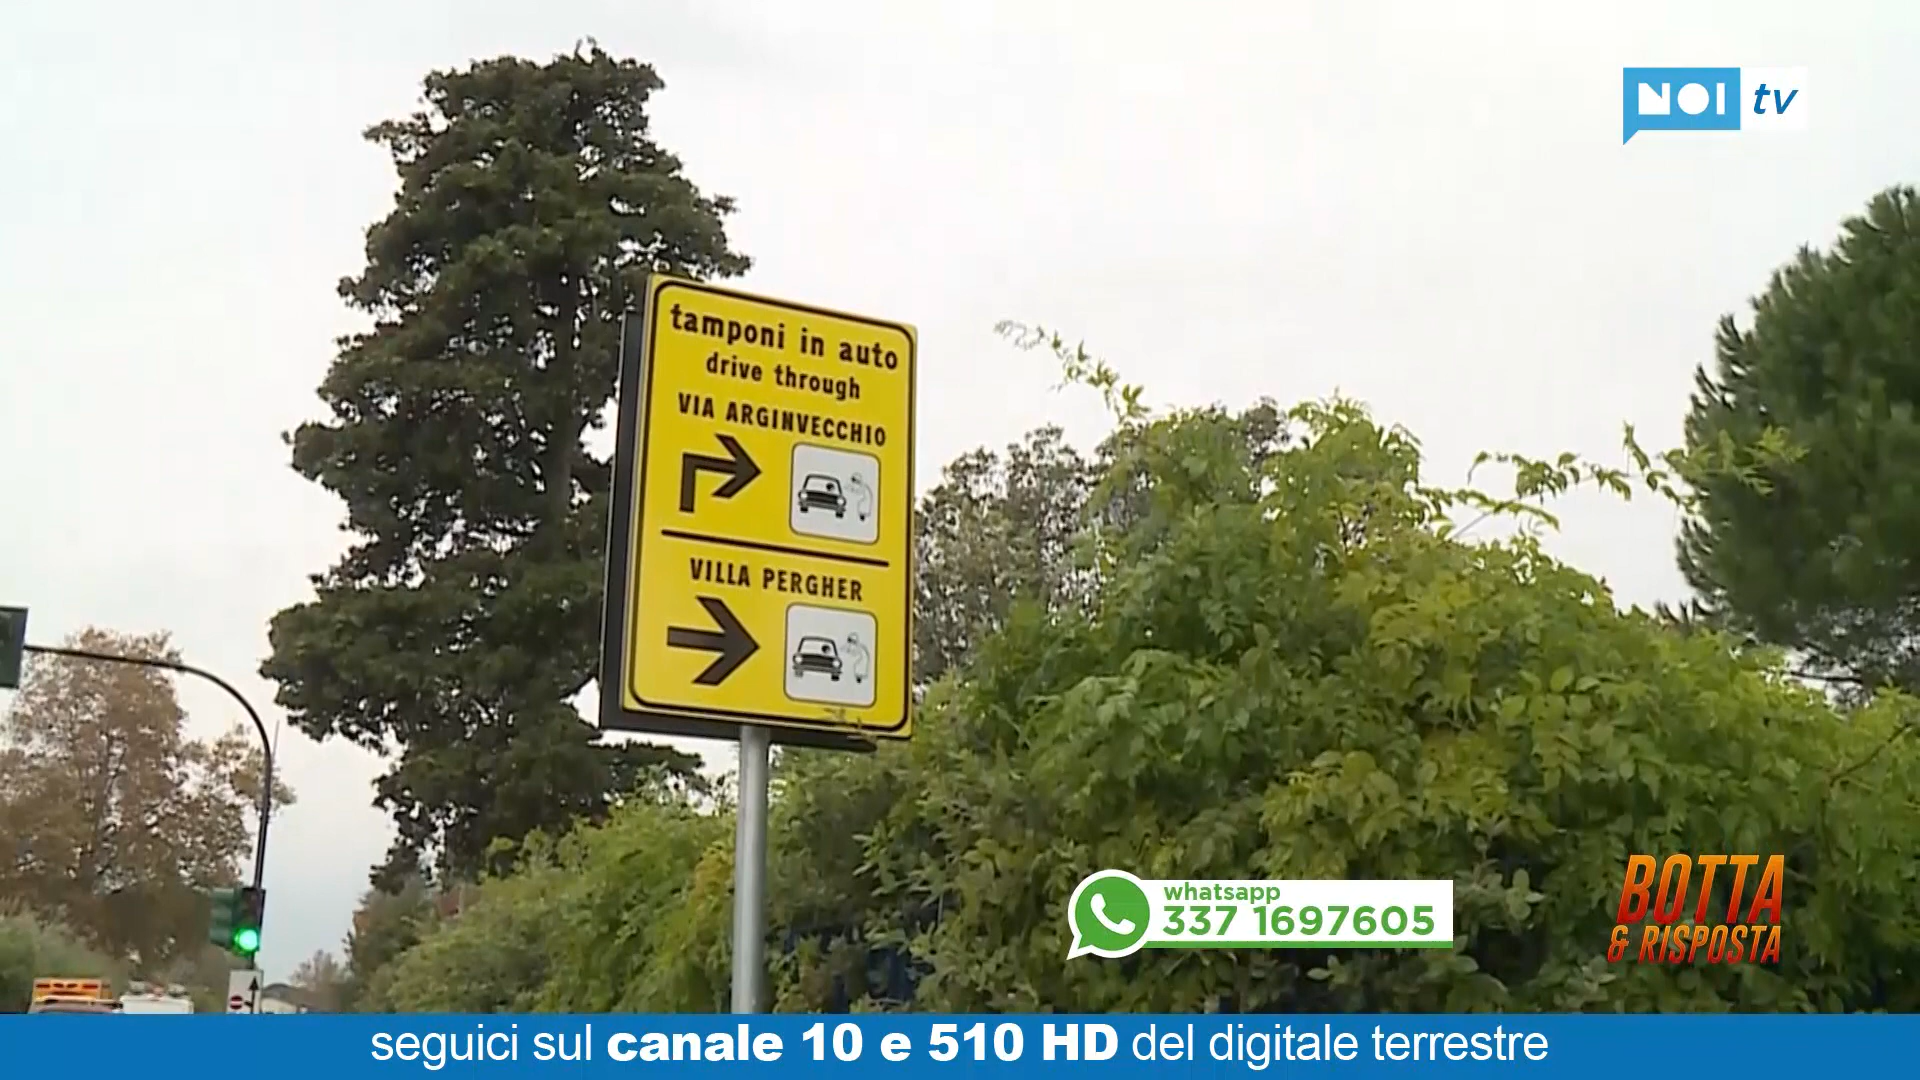 NOI tv
tamponi in auto
drive through
VIA ARGINVECCHIO
VILLA PERGHER
whatsapp
337 1697605
BOTTA
& RISPOSTA
seguici sul canale 10 e 510 HD del digitale terrestre